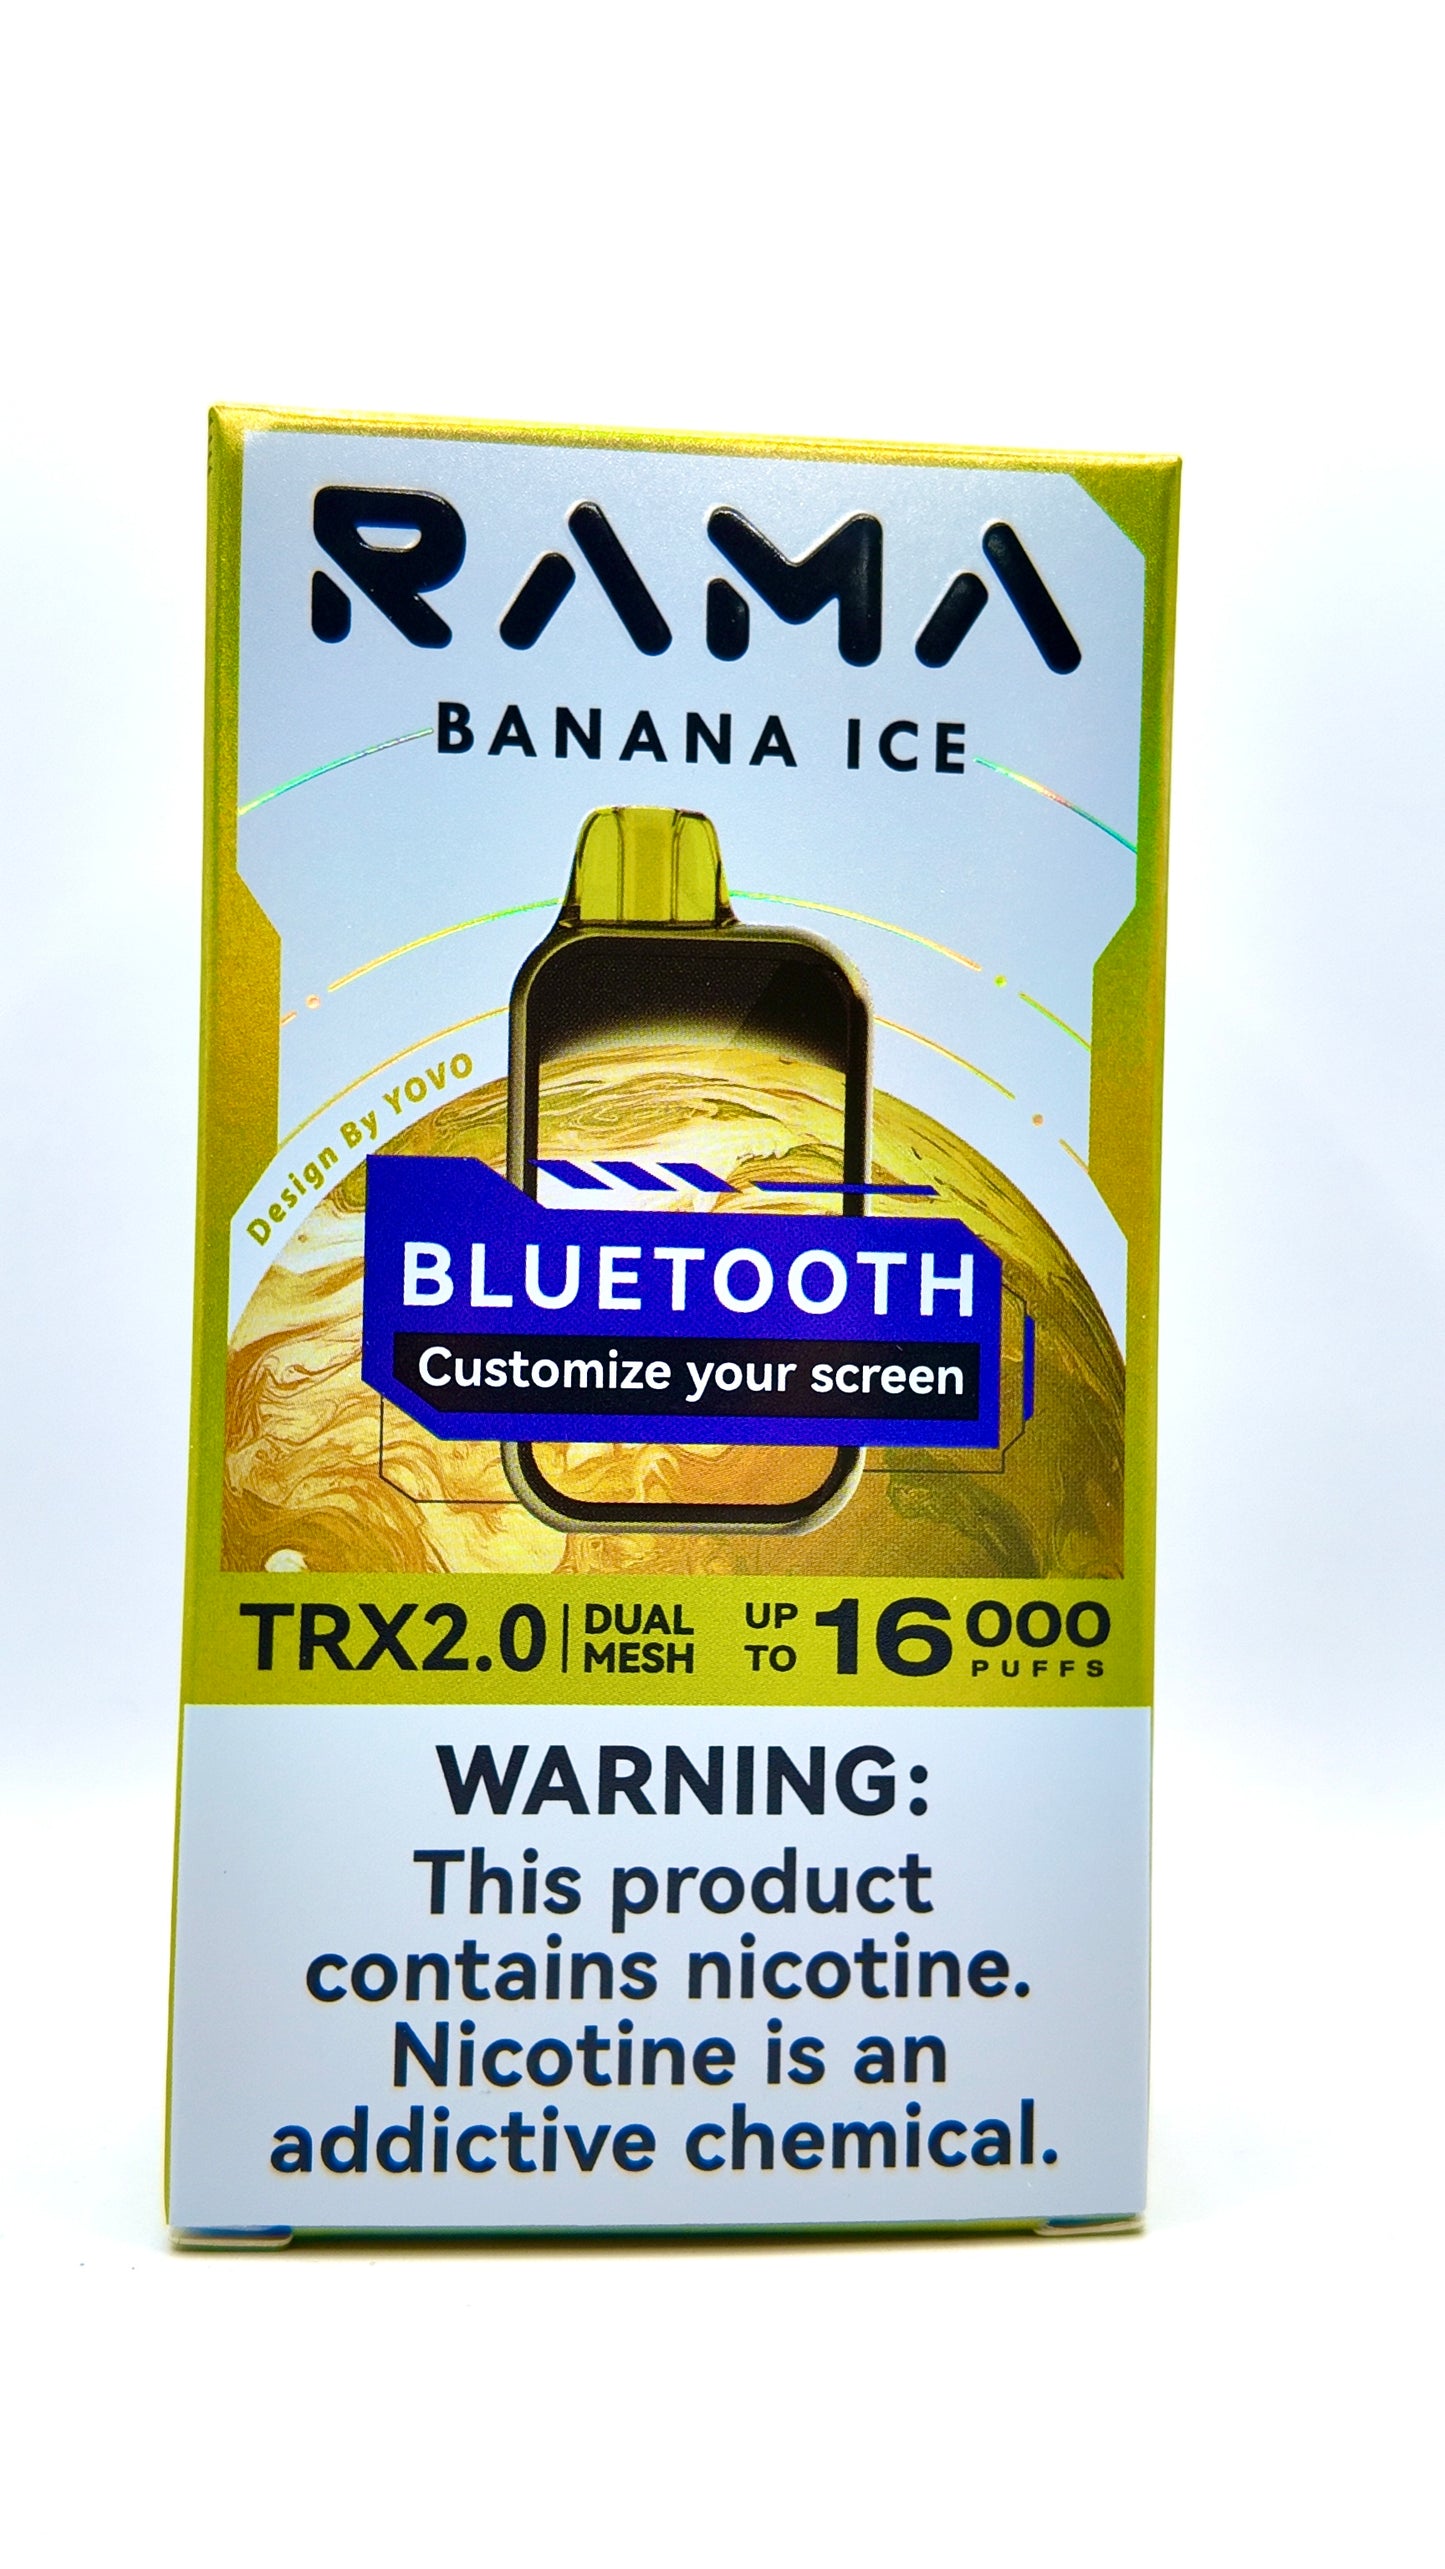 RAMA
BANANA ICE
Design By YOVO
BLUETOOTH
Customize your screen
TRX2.0 DUAL MESH UP TO 16000 PUFFS
WARNING:
This product
contains nicotine.
Nicotine is an
addictive chemical.